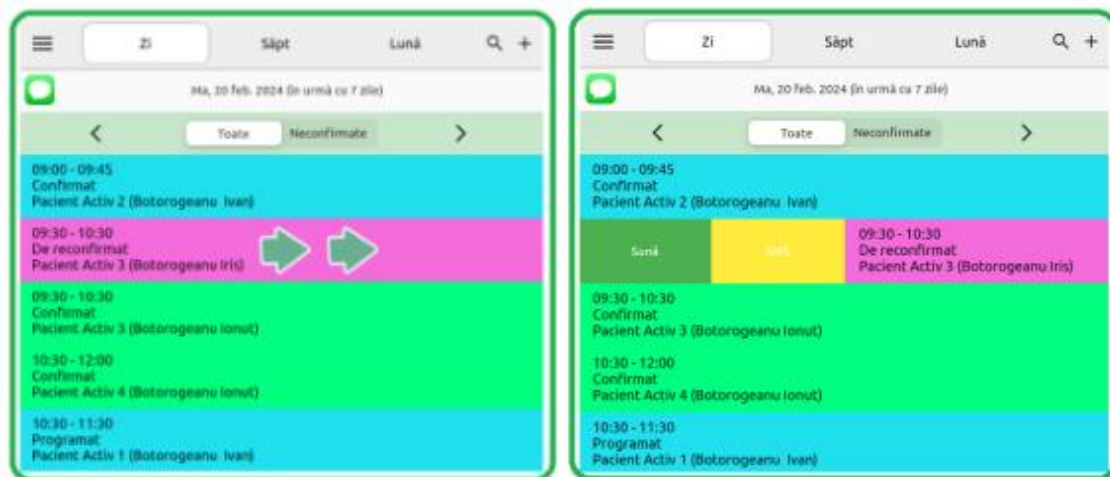 Zi Săpt Lună
Ma, 20 feb. 2024 (în urmă cu 7 zile)
Toate Neconfirmate
09:00 - 09:45
Confirmat
Pacient Activ 2 (Botorogeanu Ivan)
09:30 - 10:30
De reconfirmat
Pacient Activ 3 (Botorogeanu Iris)
09:30 - 10:30
Confirmat
Pacient Activ 3 (Botorogeanu Ionut)
10:30 - 12:00
Confirmat
Pacient Activ 4 (Botorogeanu Ionut)
10:30 - 11:30
Programat
Pacient Activ 1 (Botorogeanu Ivan)
Zi Săpt Lună
Ma, 20 feb. 2024 (în urmă cu 7 zile)
Toate Neconfirmate
09:00 - 09:45
Confirmat
Pacient Activ 2 (Botorogeanu Ivan)
Sună SMS
09:30 - 10:30
De reconfirmat
Pacient Activ 3 (Botorogeanu Iris)
09:30 - 10:30
Confirmat
Pacient Activ 3 (Botorogeanu Ionut)
10:30 - 12:00
Confirmat
Pacient Activ 4 (Botorogeanu Ionut)
10:30 - 11:30
Programat
Pacient Activ 1 (Botorogeanu Ivan)